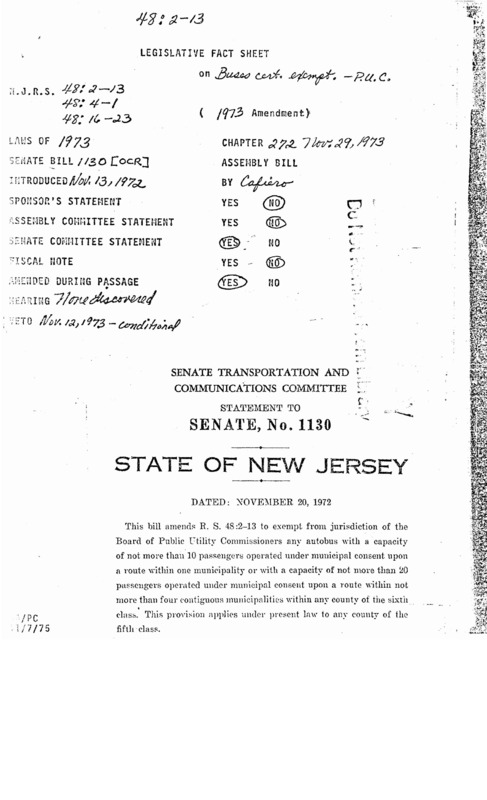 48:2-13
LEGISLATIVE FACT SHEET
on Buses cert. exempt. - P.U.C.
N.J.R.S. 48:2-13
48:4-1
48:16-23
( 1973 Amendment)
LAWS OF 1973 CHAPTER 272 Nov. 29, 1973
SENATE BILL 1130 [OCR] ASSEMBLY BILL
INTRODUCED Nov. 13, 1972 BY Cafiero
SPONSOR'S STATEMENT YES NO
ASSEMBLY COMMITTEE STATEMENT YES NO
SENATE COMMITTEE STATEMENT YES NO
FISCAL NOTE YES NO
AMENDED DURING PASSAGE YES NO
HEARING None discovered
VETO Nov. 12, 1973 - conditional
SENATE TRANSPORTATION AND
COMMUNICATIONS COMMITTEE
STATEMENT TO
SENATE, No. 1130
STATE OF NEW JERSEY
DATED: NOVEMBER 20, 1972
This bill amends R. S. 48:2-13 to exempt from jurisdiction of the
Board of Public Utility Commissioners any autobus with a capacity
of not more than 10 passengers operated under municipal consent upon
a route within one municipality or with a capacity of not more than 20
passengers operated under municipal consent upon a route within not
more than four contiguous municipalities within any county of the sixth
class. This provision applies under present law to any county of the
fifth class.
/PC
1/7/75